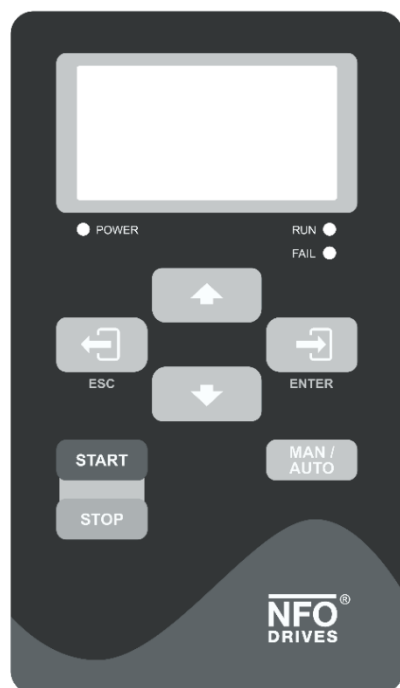 POWER
RUN
FAIL
ESC
ENTER
START
MAN /
AUTO
STOP
NFO®
DRIVES